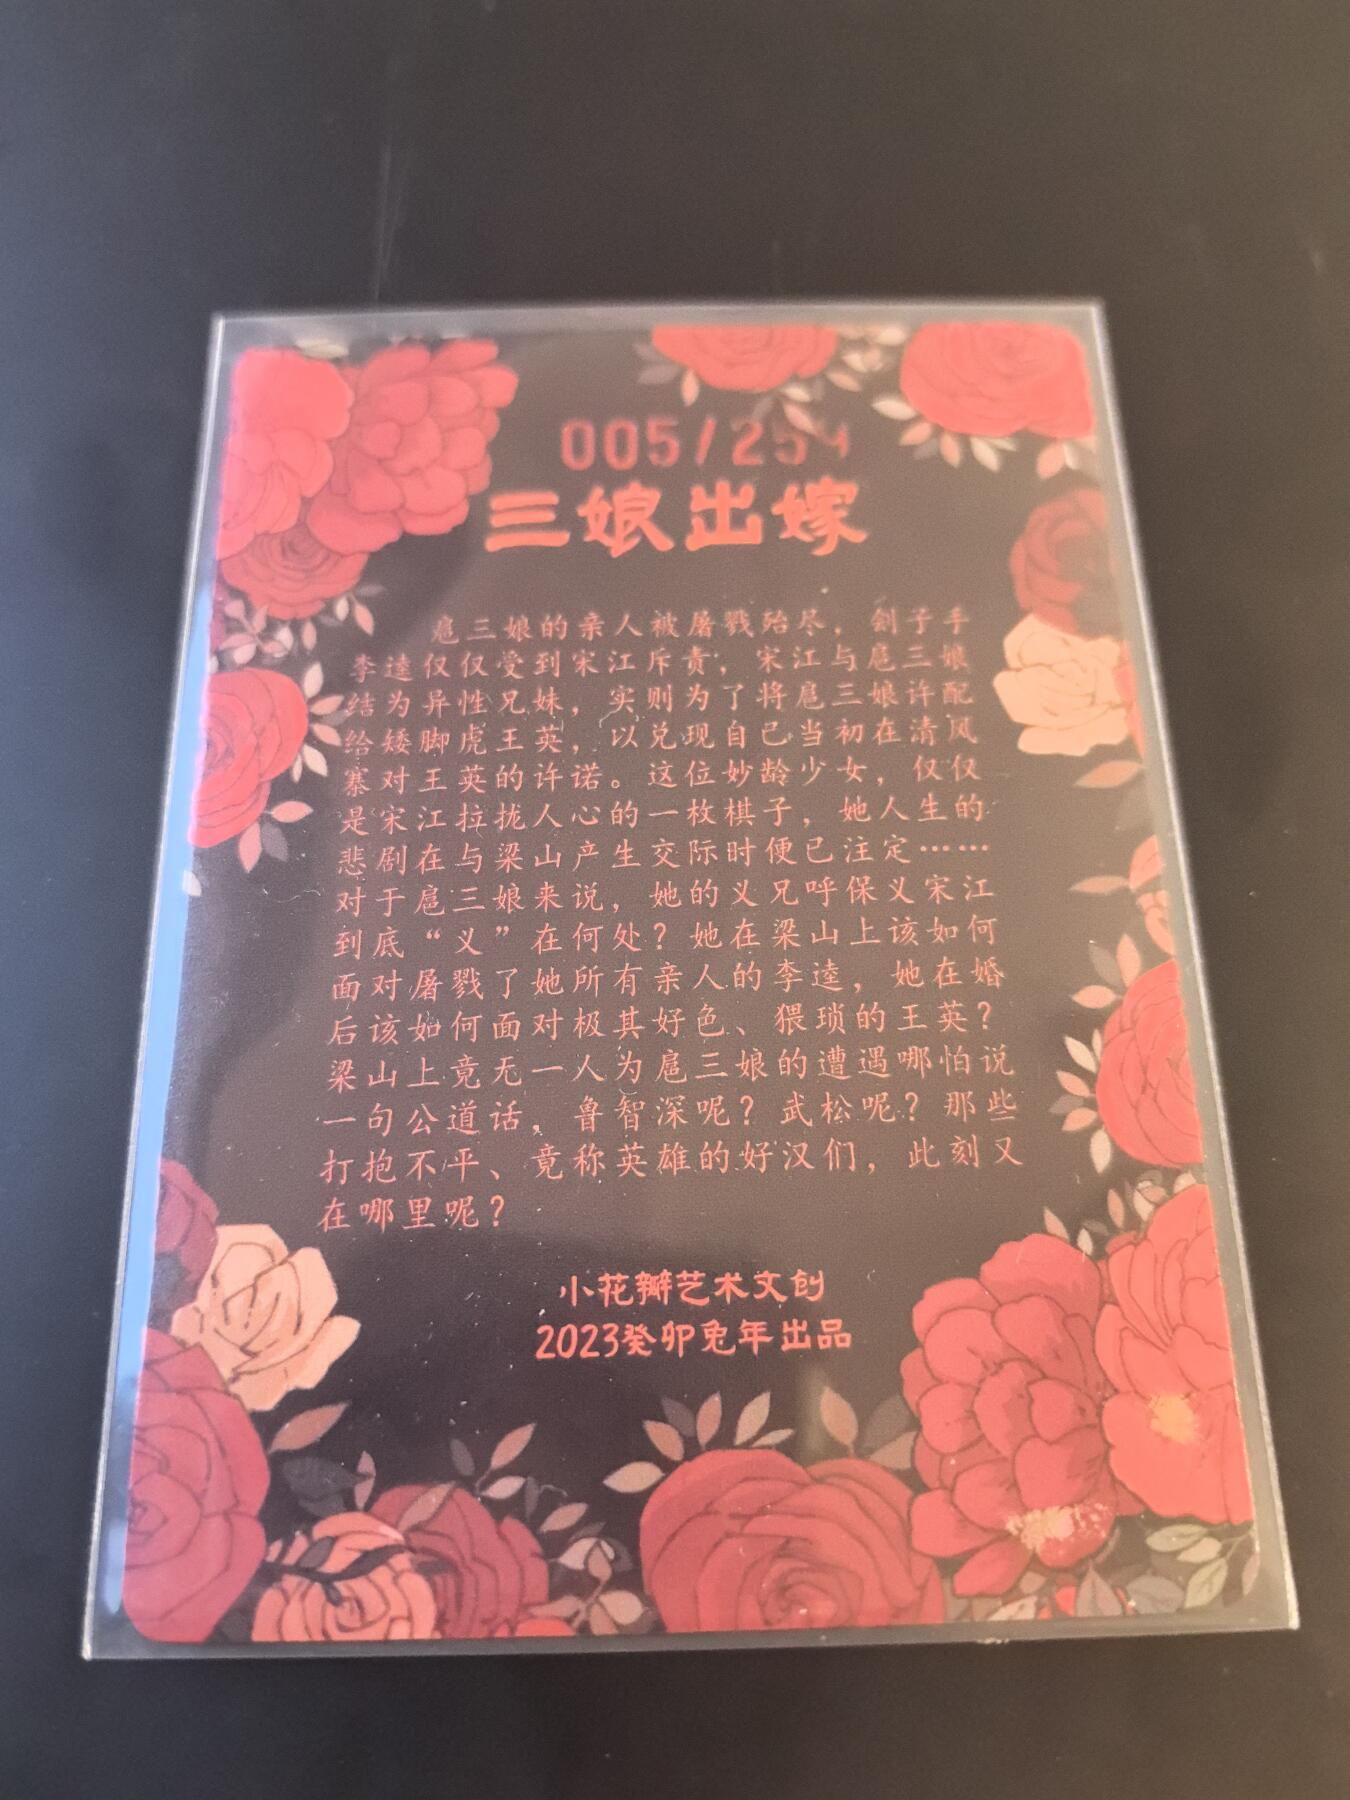 005/259
三娘出嫁
扈三娘的亲人被屠戮殆尽，刽子手
李逵仅仅受到宋江斥责，宋江与扈三娘
结为异性兄妹，实则为了将扈三娘许配
给矮脚虎王英，以兑现自己当初在清风
寨对王英的许诺。这位妙龄少女，仅仅
是宋江拉拢人心的一枚棋子，她人生的
悲剧在与梁山产生交际时便已注定……
对于扈三娘来说，她的义兄呼保义宋江
到底“义”在何处？她在梁山上该如何
面对屠戮了她所有亲人的李逵，她在婚
后该如何面对极其好色、猥琐的王英？
梁山上竟无一人为扈三娘的遭遇哪怕说
一句公道话，鲁智深呢？武松呢？那些
打抱不平、竟称英雄的好汉们，此刻又
在哪里呢？
小花瓣艺术文创
2023癸卯兔年出品